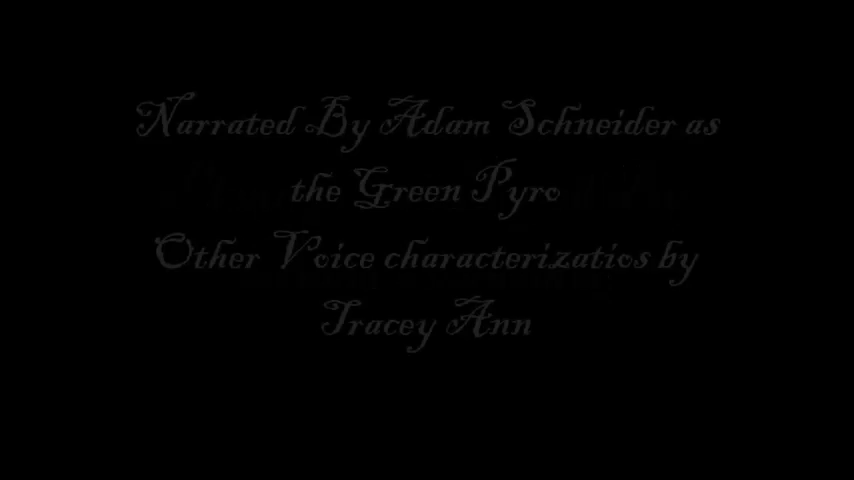 Narrated By Adam Schneider as
the Green Pyro
Other Voice characterizatios by
Tracey Ann